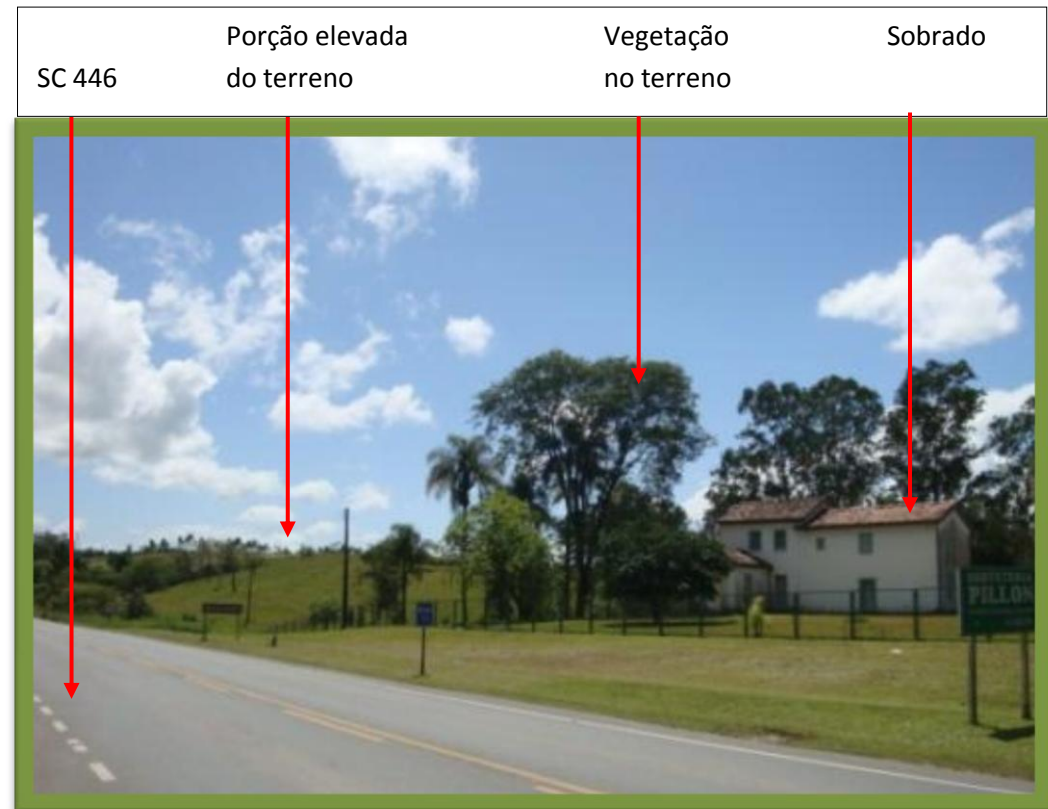 Porção elevada
do terreno
Vegetação
no terreno
Sobrado
SC 446
PILLON